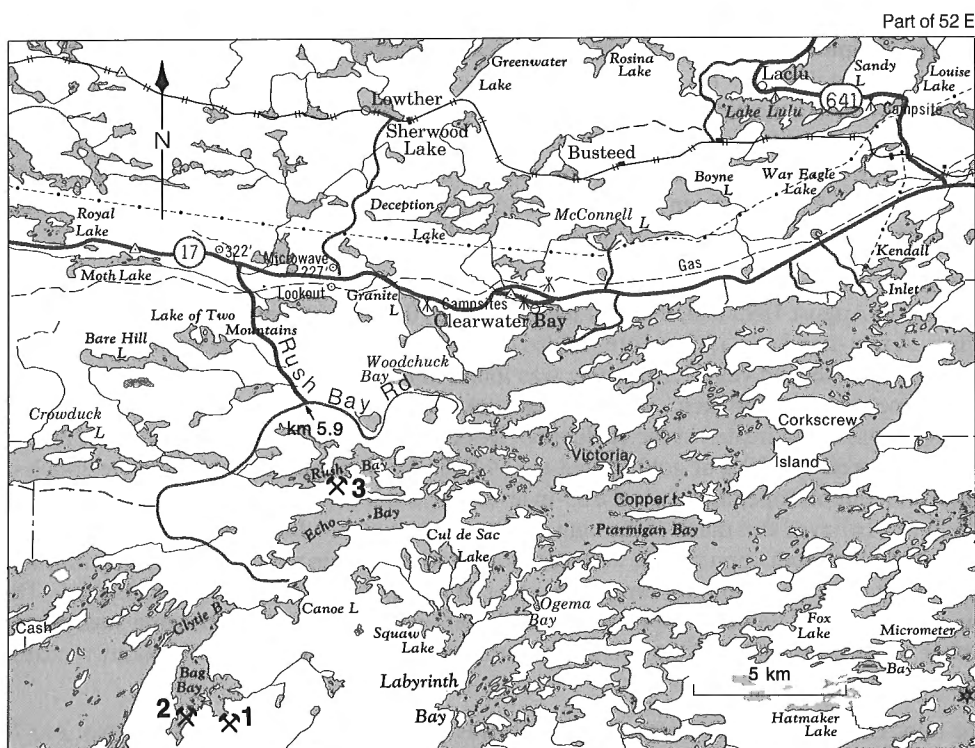 Part of 52 E
Greenwater
Lake
Rosina
Lake
Laclu
Sandy
L
Louise
Lake
641
Campsite
Lake Lulu
Lowther
Sherwood
Lake
N
Busteed
Boyne
L
War Eagle
Lake
Deception
Lake
McConnell
L
Royal
Lake
17
322'
Microwave
227'
Moth Lake
Lookout
Granite
L
Campsites
Clearwater Bay
Gas
Kendall
Inlet
Lake of Two
Mountains
Bare Hill
L
Rush Bay Rd
Woodchuck
Bay
Crowduck
L
km 5.9
Corkscrew
Island
Victoria
I
Rush Bay
3
Copper I
Echo Bay
Ptarmigan Bay
Cul de Sac
Lake
Clytie B
Canoe L
Ogema
Bay
Cash
Squaw
Lake
Fox
Lake
Micrometer
Bay
Bag
Bay
Labyrinth
Bay
5 km
2
1
Hatmaker
Lake